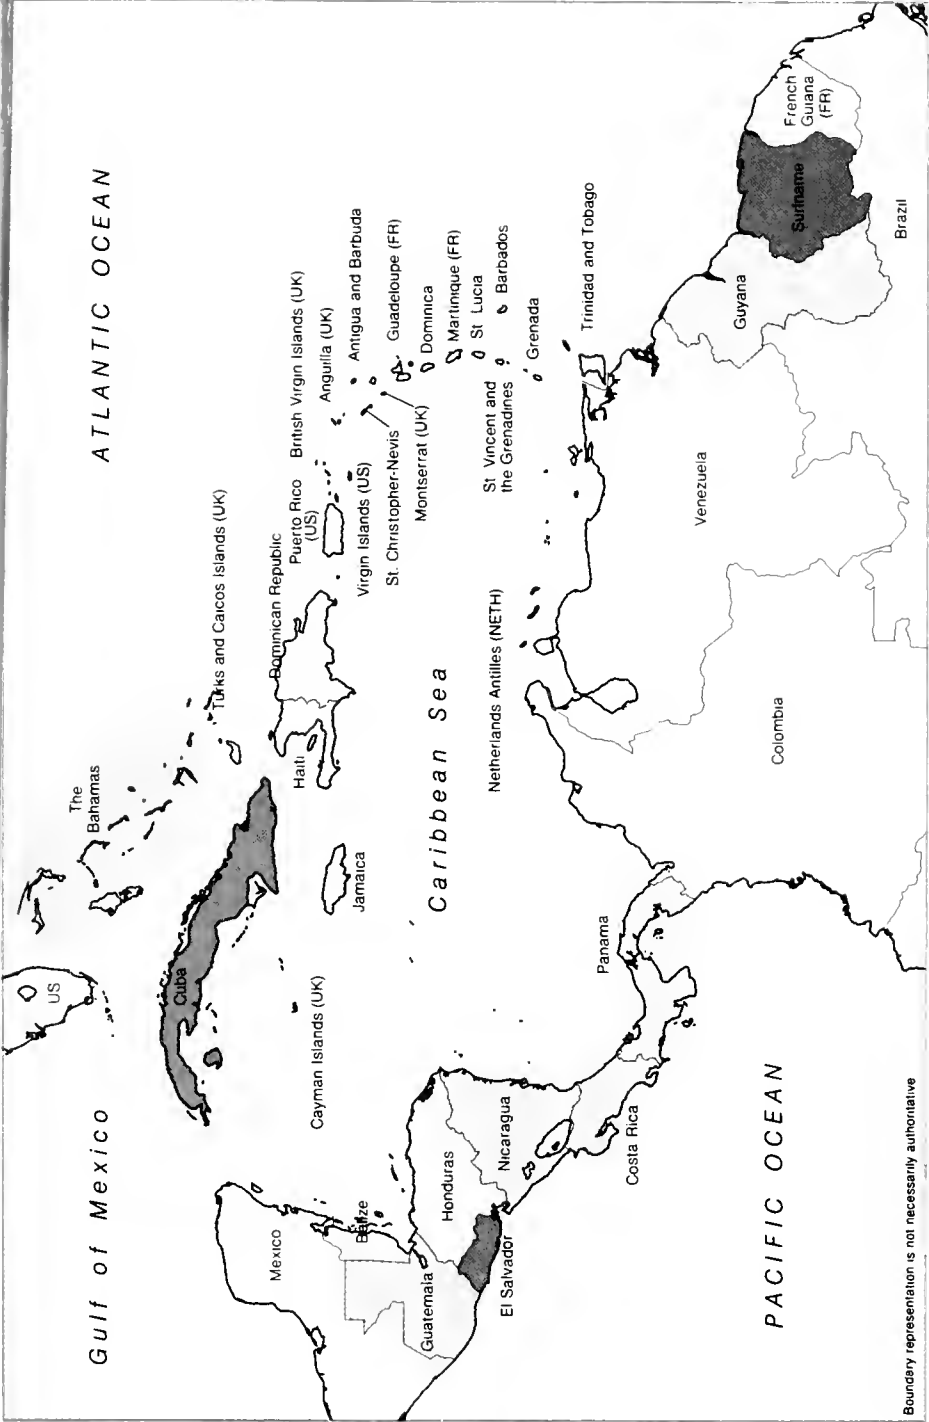 Gulf of Mexico
ATLANTIC OCEAN
US
The
Bahamas
Cuba
Turks and Caicos Islands (UK)
Mexico
Cayman Islands (UK)
Haiti
Dominican Republic
Puerto Rico
(US)
British Virgin Islands (UK)
Anguilla (UK)
Antigua and Barbuda
Jamaica
Virgin Islands (US)
Belize
St. Christopher-Nevis
Guadeloupe (FR)
Montserrat (UK)
Dominica
Caribbean Sea
Martinique (FR)
Guatemala
Honduras
St Lucia
St Vincent and
the Grenadines
Barbados
Nicaragua
Netherlands Antilles (NETH)
El Salvador
Grenada
Trinidad and Tobago
Panama
Costa Rica
Venezuela
Guyana
Colombia
PACIFIC OCEAN
Suriname
French
Guiana
(FR)
Brazil
Boundary representation is not necessarily authoritative